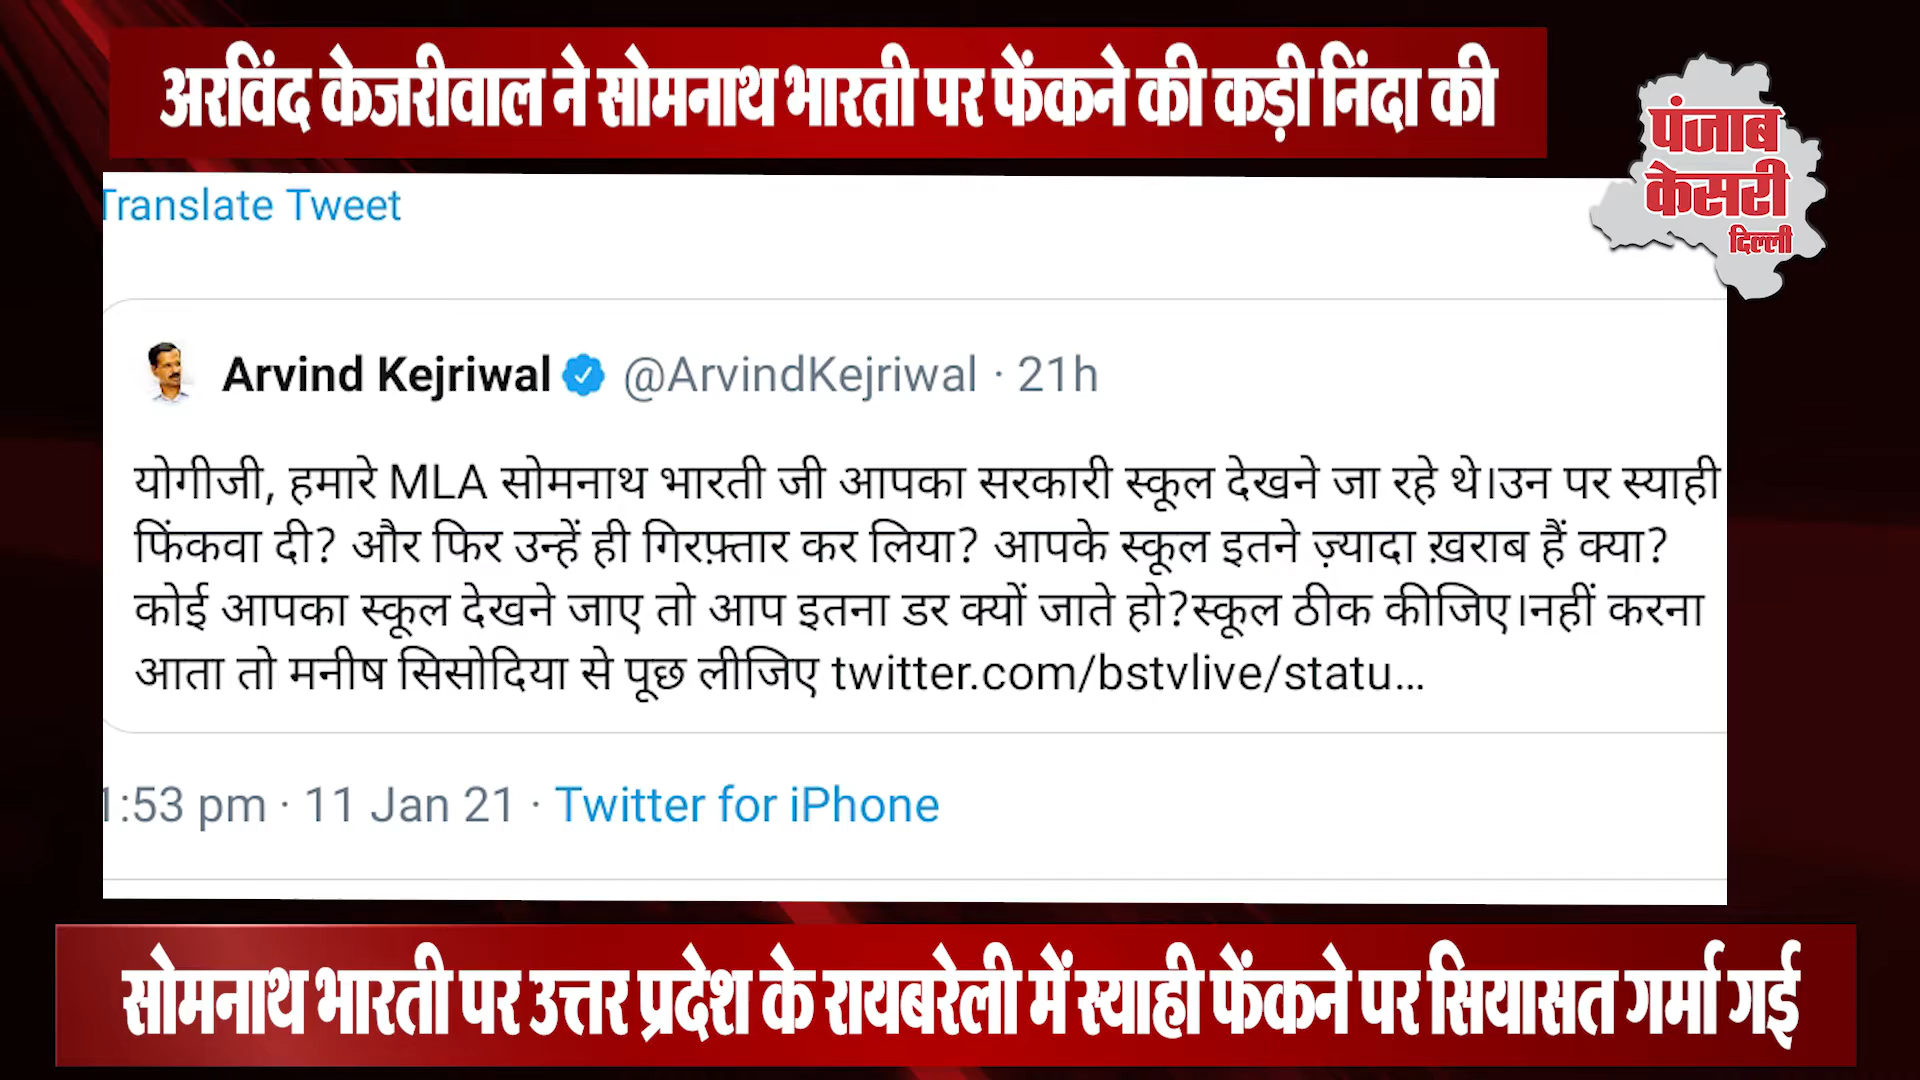 अरविंद केजरीवाल ने सोमनाथ भारती पर फेंकने की कड़ी निंदा की
पंजाब
केसरी
दिल्ली
Translate Tweet
Arvind Kejriwal @ArvindKejriwal · 21h
योगीजी, हमारे MLA सोमनाथ भारती जी आपका सरकारी स्कूल देखने जा रहे थे।उन पर स्याही
फिंकवा दी? और फिर उन्हें ही गिरफ़्तार कर लिया? आपके स्कूल इतने ज़्यादा ख़राब हैं क्या?
कोई आपका स्कूल देखने जाए तो आप इतना डर क्यों जाते हो?स्कूल ठीक कीजिए।नहीं करना
आता तो मनीष सिसोदिया से पूछ लीजिए twitter.com/bstvlive/statu...
1:53 pm · 11 Jan 21 · Twitter for iPhone
सोमनाथ भारती पर उत्तर प्रदेश के रायबरेली में स्याही फेंकने पर सियासत गर्मा गई